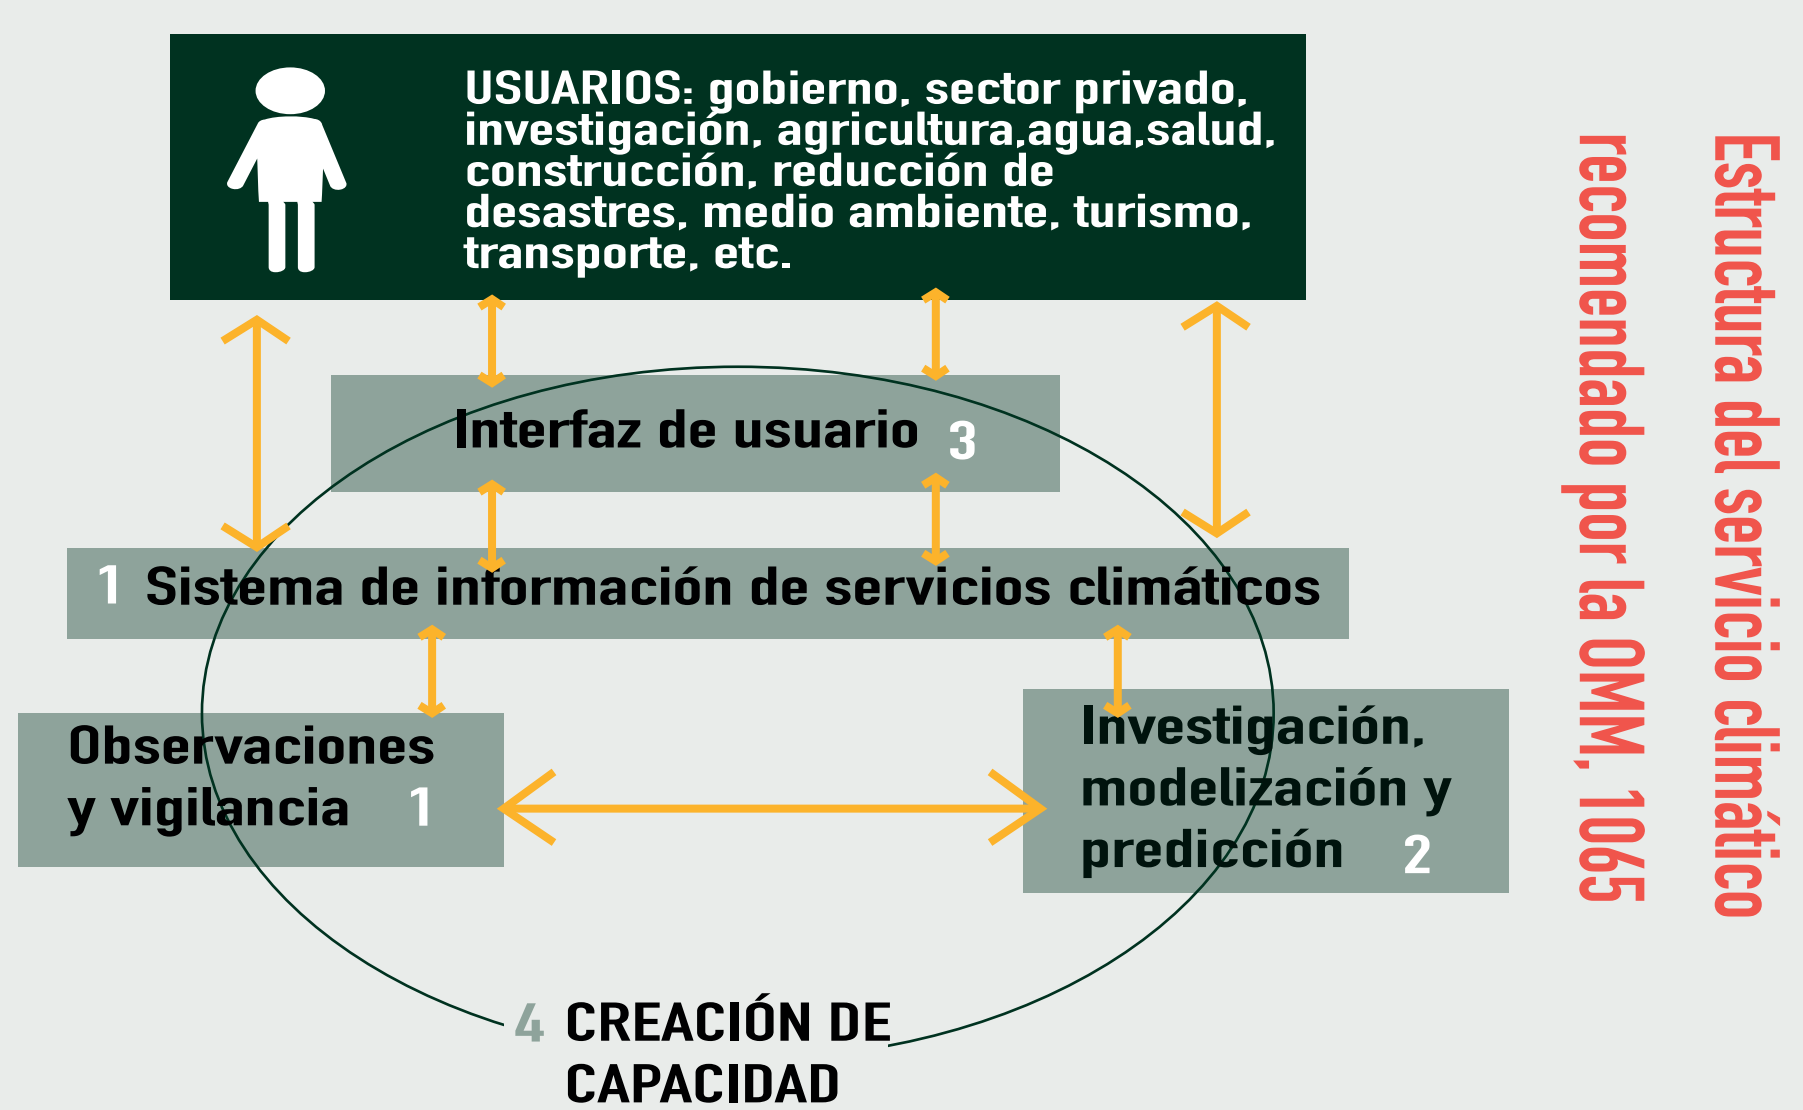 USUARIOS: gobierno, sector privado,
investigación, agricultura,agua,salud,
construcción, reducción de
desastres, medio ambiente, turismo,
transporte, etc.
Interfaz de usuario 3
1 Sistema de información de servicios climáticos
Observaciones
y vigilancia 1
Investigación,
modelización y
predicción 2
4 CREACIÓN DE
CAPACIDAD
Estructura del servicio climático
recomendado por la OMM, 1065